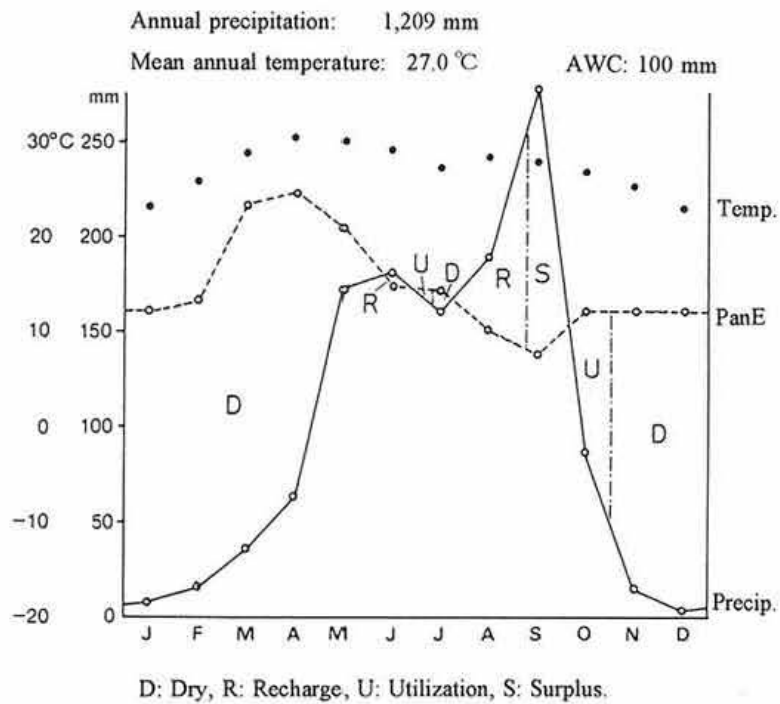 Annual precipitation: 1,209 mm
Mean annual temperature: 27.0 °C AWC: 100 mm
mm
30°C 250
Temp.
20 200
U D R S
R
PanE
10 150
U
D D
0 100
-10 50
-20 0
Precip.
J F M A M J J A S O N D
D: Dry, R: Recharge, U: Utilization, S: Surplus.